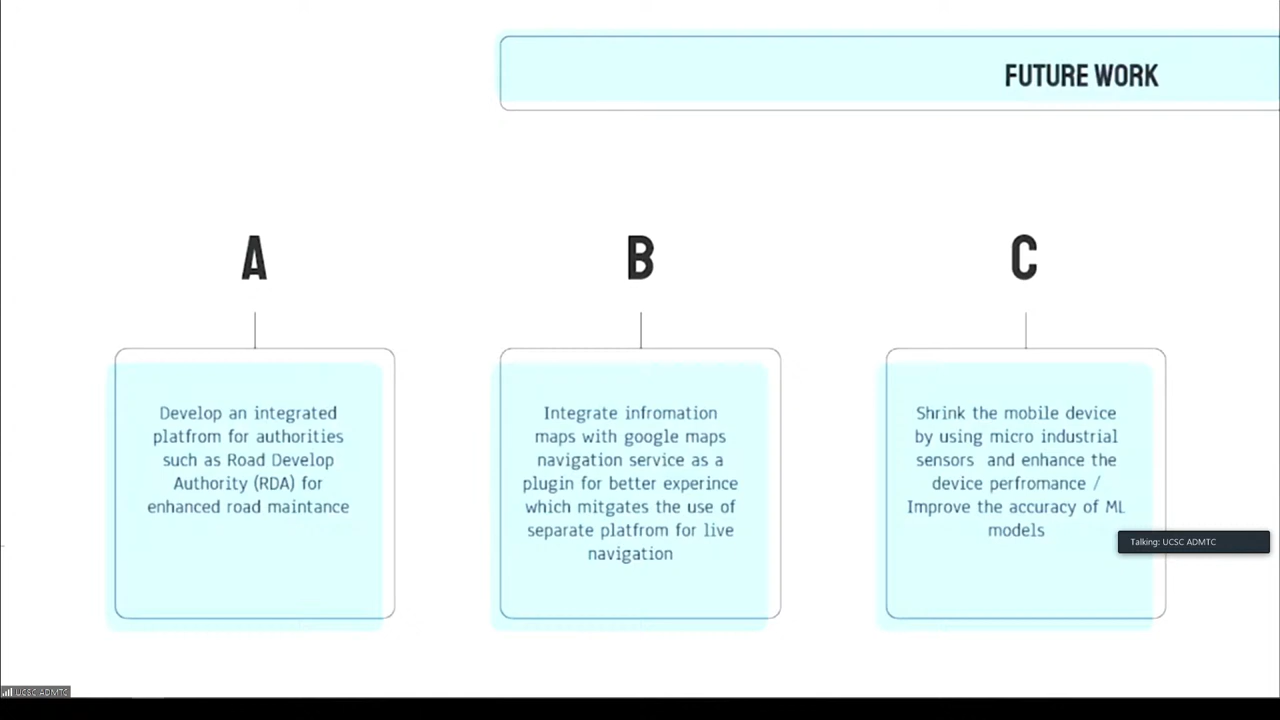 FUTURE WORK
A
B
C
Develop an integrated
platfrom for authorities
such as Road Develop
Authority (RDA) for
enhanced road maintance
Integrate infromation
maps with google maps
navigation service as a
plugin for better experince
which mitgates the use of
separate platfrom for live
navigation
Shrink the mobile device
by using micro industrial
sensors and enhance the
device perfromance /
Improve the accuracy of ML
models
Talking: UCSC ADMTC
UCSC ADMTC